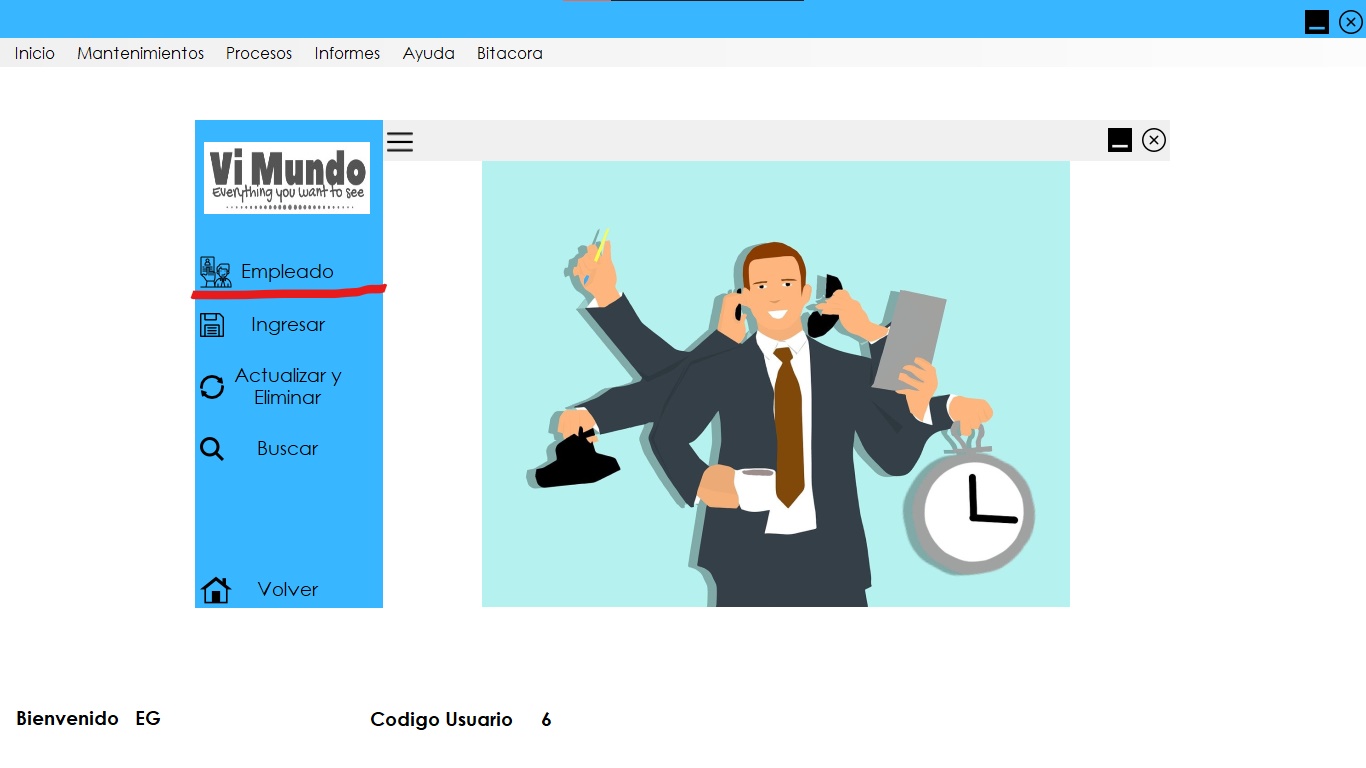 Inicio Mantenimientos Procesos Informes Ayuda Bitacora
Vi Mundo
Everything you want to see
Empleado
Ingresar
Actualizar y
Eliminar
Buscar
Volver
Bienvenido EG Codigo Usuario 6